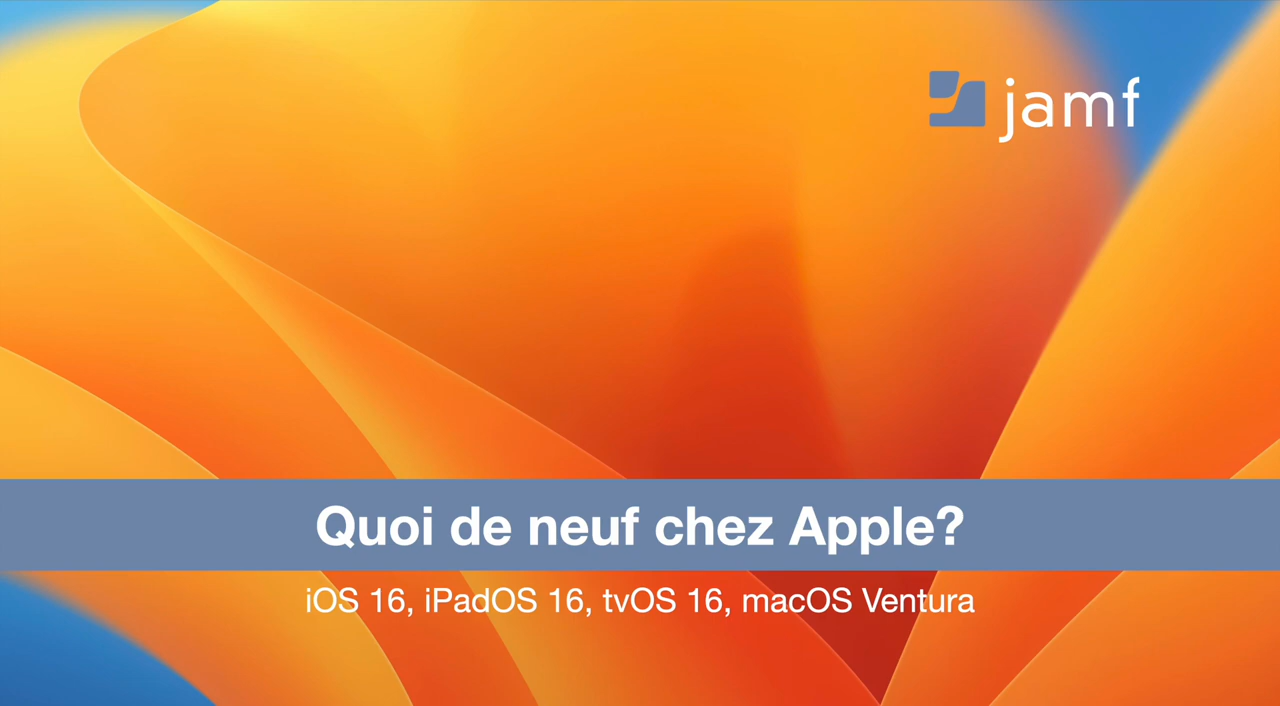 jamf
Quoi de neuf chez Apple?
iOS 16, iPadOS 16, tvOS 16, macOS Ventura